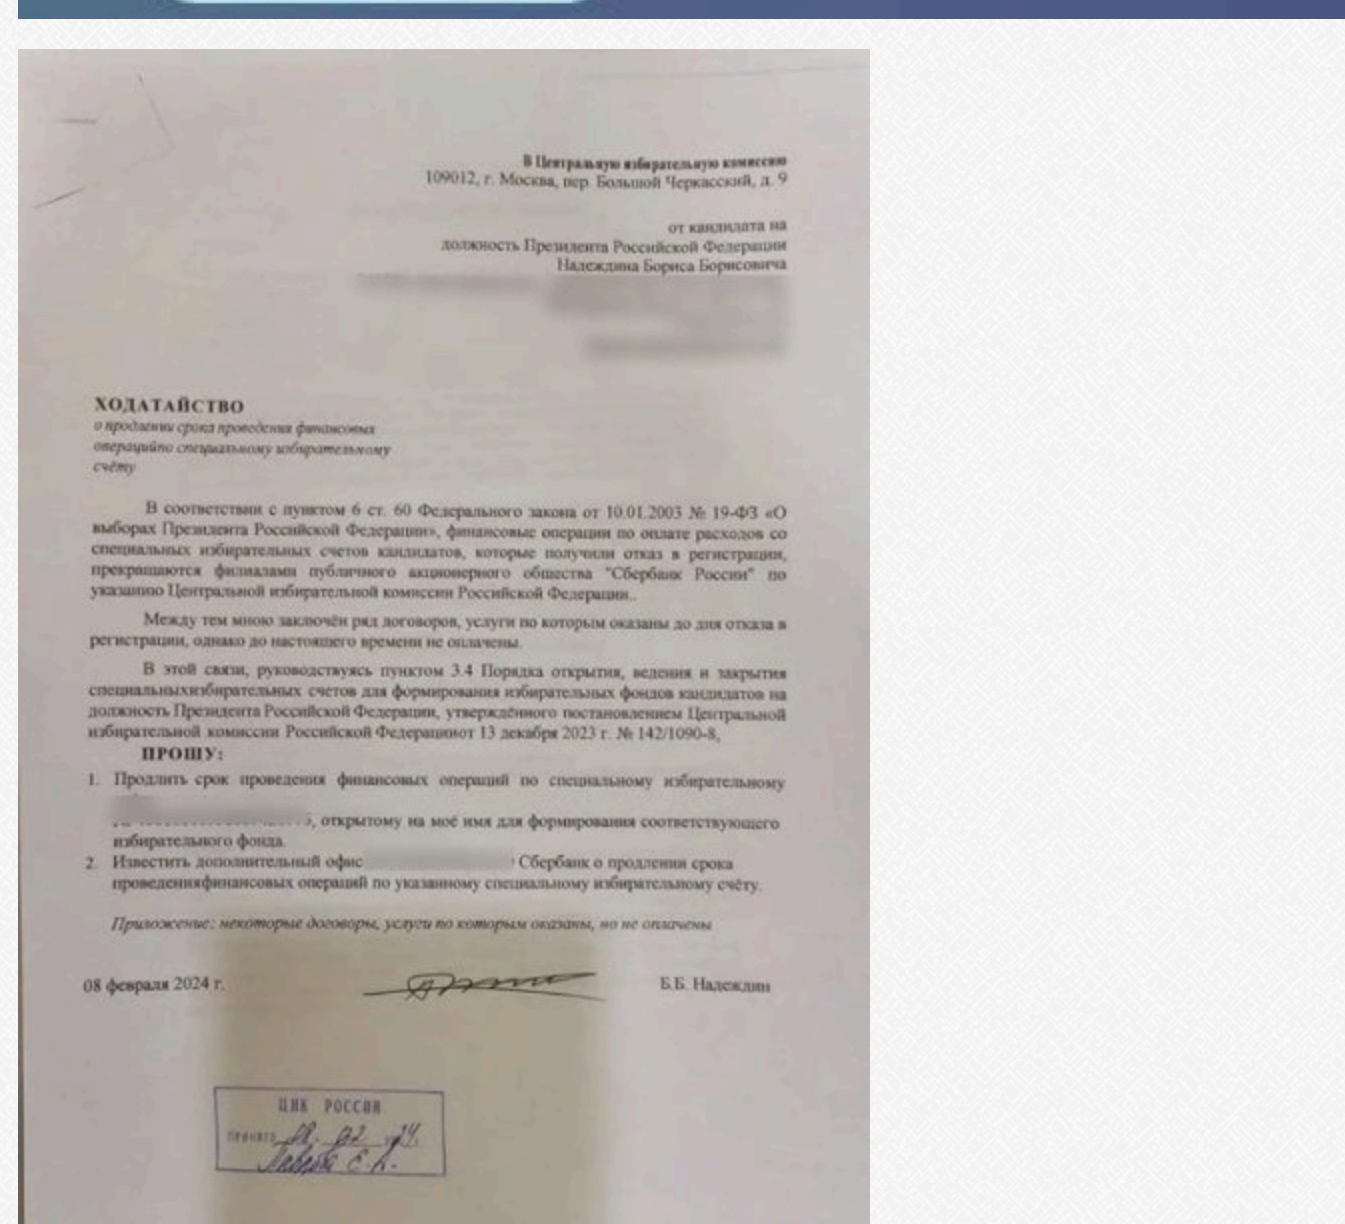 В Центральную избирательную комиссию
109012, г. Москва, пер. Большой Черкасский, д. 9
от кандидата на
должность Президента Российской Федерации
Надеждина Бориса Борисовича
ХОДАТАЙСТВО
о продлении срока проведения финансовых
операцийпо специальному избирательному
счёту
В соответствии с пунктом 6 ст. 60 Федерального закона от 10.01.2003 № 19-ФЗ «О
выборах Президента Российской Федерации», финансовые операции по оплате расходов со
специальных избирательных счетов кандидатов, которые получили отказ в регистрации,
прекращаются филиалами публичного акционерного общества "Сбербанк России" по
указанию Центральной избирательной комиссии Российской Федерации..
Между тем мною заключён ряд договоров, услуги по которым оказаны до дня отказа в
регистрации, однако до настоящего времени не оплачены.
В этой связи, руководствуясь пунктом 3.4 Порядка открытия, ведения и закрытия
специальныхизбирательных счетов для формирования избирательных фондов кандидатов на
должность Президента Российской Федерации, утверждённого постановлением Центральной
избирательной комиссии Российской Федерацииот 13 декабря 2023 г. № 142/1090-8,
ПРОШУ:
1. Продлить срок проведения финансовых операций по специальному избирательному
, открытому на моё имя для формирования соответствующего
избирательного фонда.
2. Известить дополнительный офис Сбербанк о продлении срока
проведенияфинансовых операций по указанному специальному избирательному счёту.
Приложение: некоторые договоры, услуги по которым оказаны, но не оплачены
08 февраля 2024 г.
Б.Б. Надеждин
ЦИК РОССИИ
принято 08. 02. 24.
Е.А.